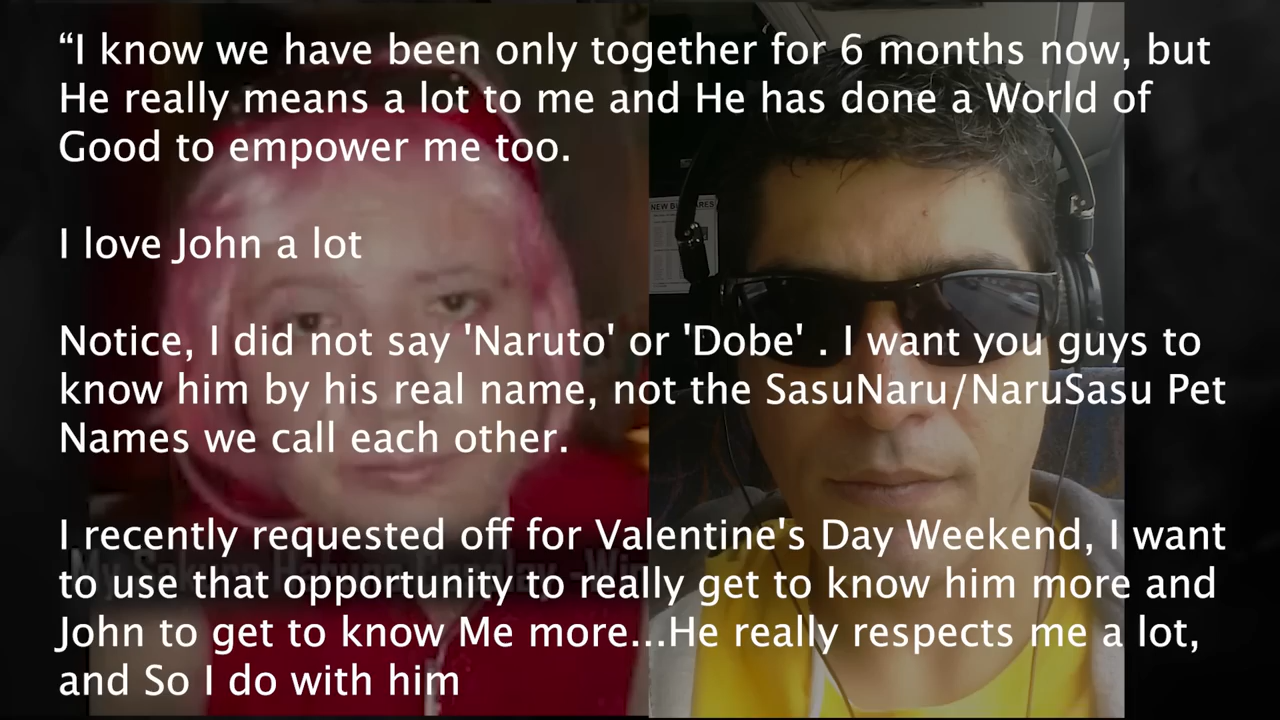 “I know we have been only together for 6 months now, but
He really means a lot to me and He has done a World of
Good to empower me too.
I love John a lot
Notice, I did not say 'Naruto' or 'Dobe' . I want you guys to
know him by his real name, not the SasuNaru/NaruSasu Pet
Names we call each other.
I recently requested off for Valentine's Day Weekend, I want
to use that opportunity to really get to know him more and
John to get to know Me more...He really respects me a lot,
and So I do with him
My Sakura Haruno Cosplay -Wi